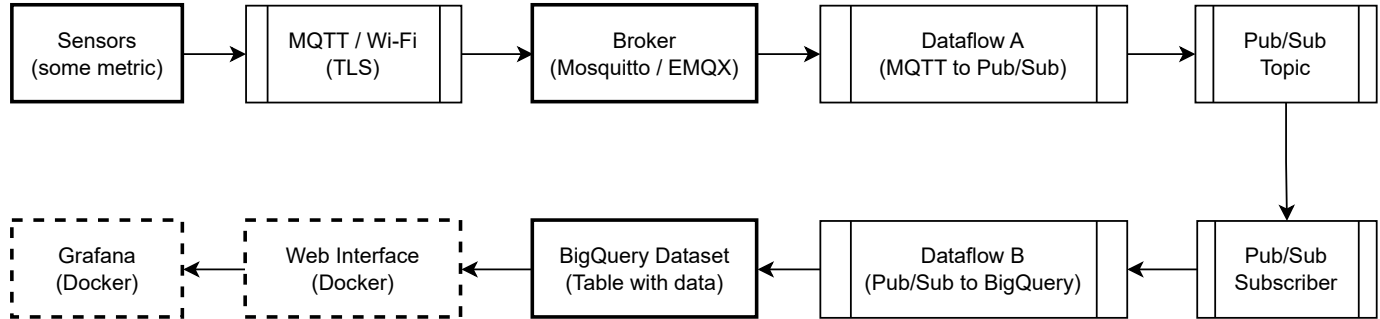 Sensors
(some metric)
MQTT / Wi-Fi
(TLS)
Broker
(Mosquitto / EMQX)
Dataflow A
(MQTT to Pub/Sub)
Pub/Sub
Topic
Pub/Sub
Subscriber
Dataflow B
(Pub/Sub to BigQuery)
BigQuery Dataset
(Table with data)
Web Interface
(Docker)
Grafana
(Docker)